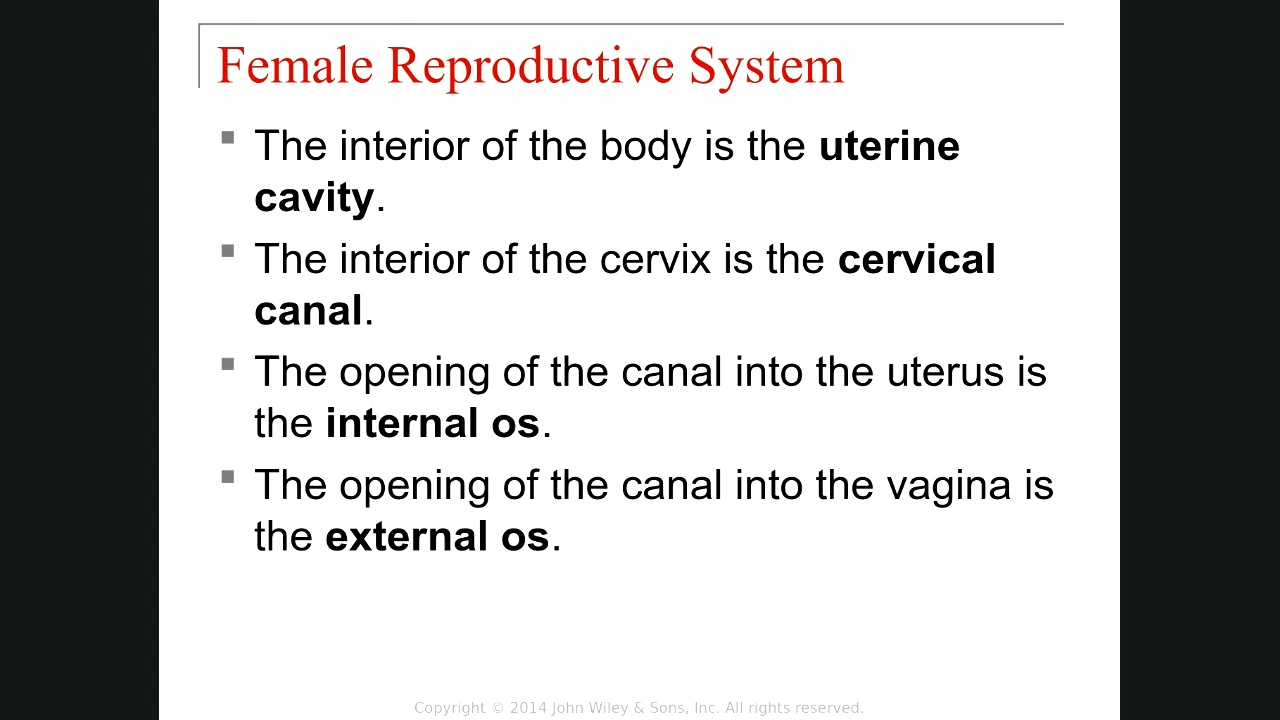 Female Reproductive System
The interior of the body is the uterine
cavity.
The interior of the cervix is the cervical
canal.
The opening of the canal into the uterus is
the internal os.
The opening of the canal into the vagina is
the external os.
Copyright © 2014 John Wiley & Sons, Inc. All rights reserved.